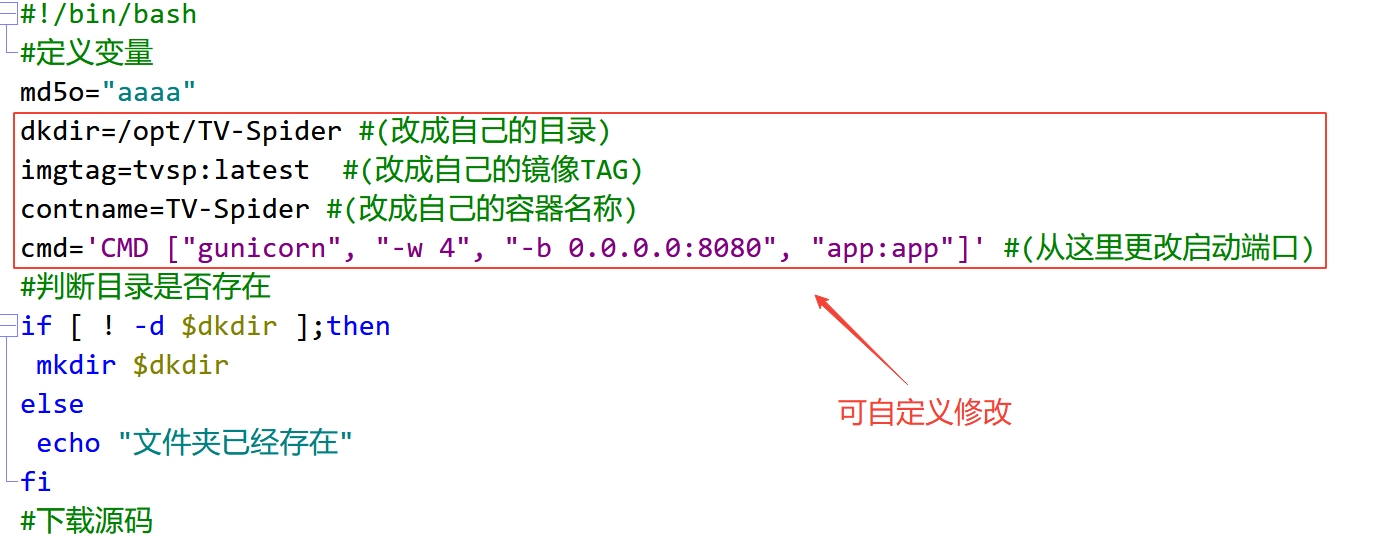 #!/bin/bash
#定义变量
md5o="aaaa"
dkdir=/opt/TV-Spider #(改成自己的目录)
imgtag=tvsp:latest  #(改成自己的镜像TAG)
contname=TV-Spider #(改成自己的容器名称)
cmd='CMD ["gunicorn", "-w 4", "-b 0.0.0.0:8080", "app:app"]' #(从这里更改启动端口)
#判断目录是否存在
if [ ! -d $dkdir ];then
 mkdir $dkdir
else
 echo "文件夹已经存在"
fi
#下载源码
可自定义修改